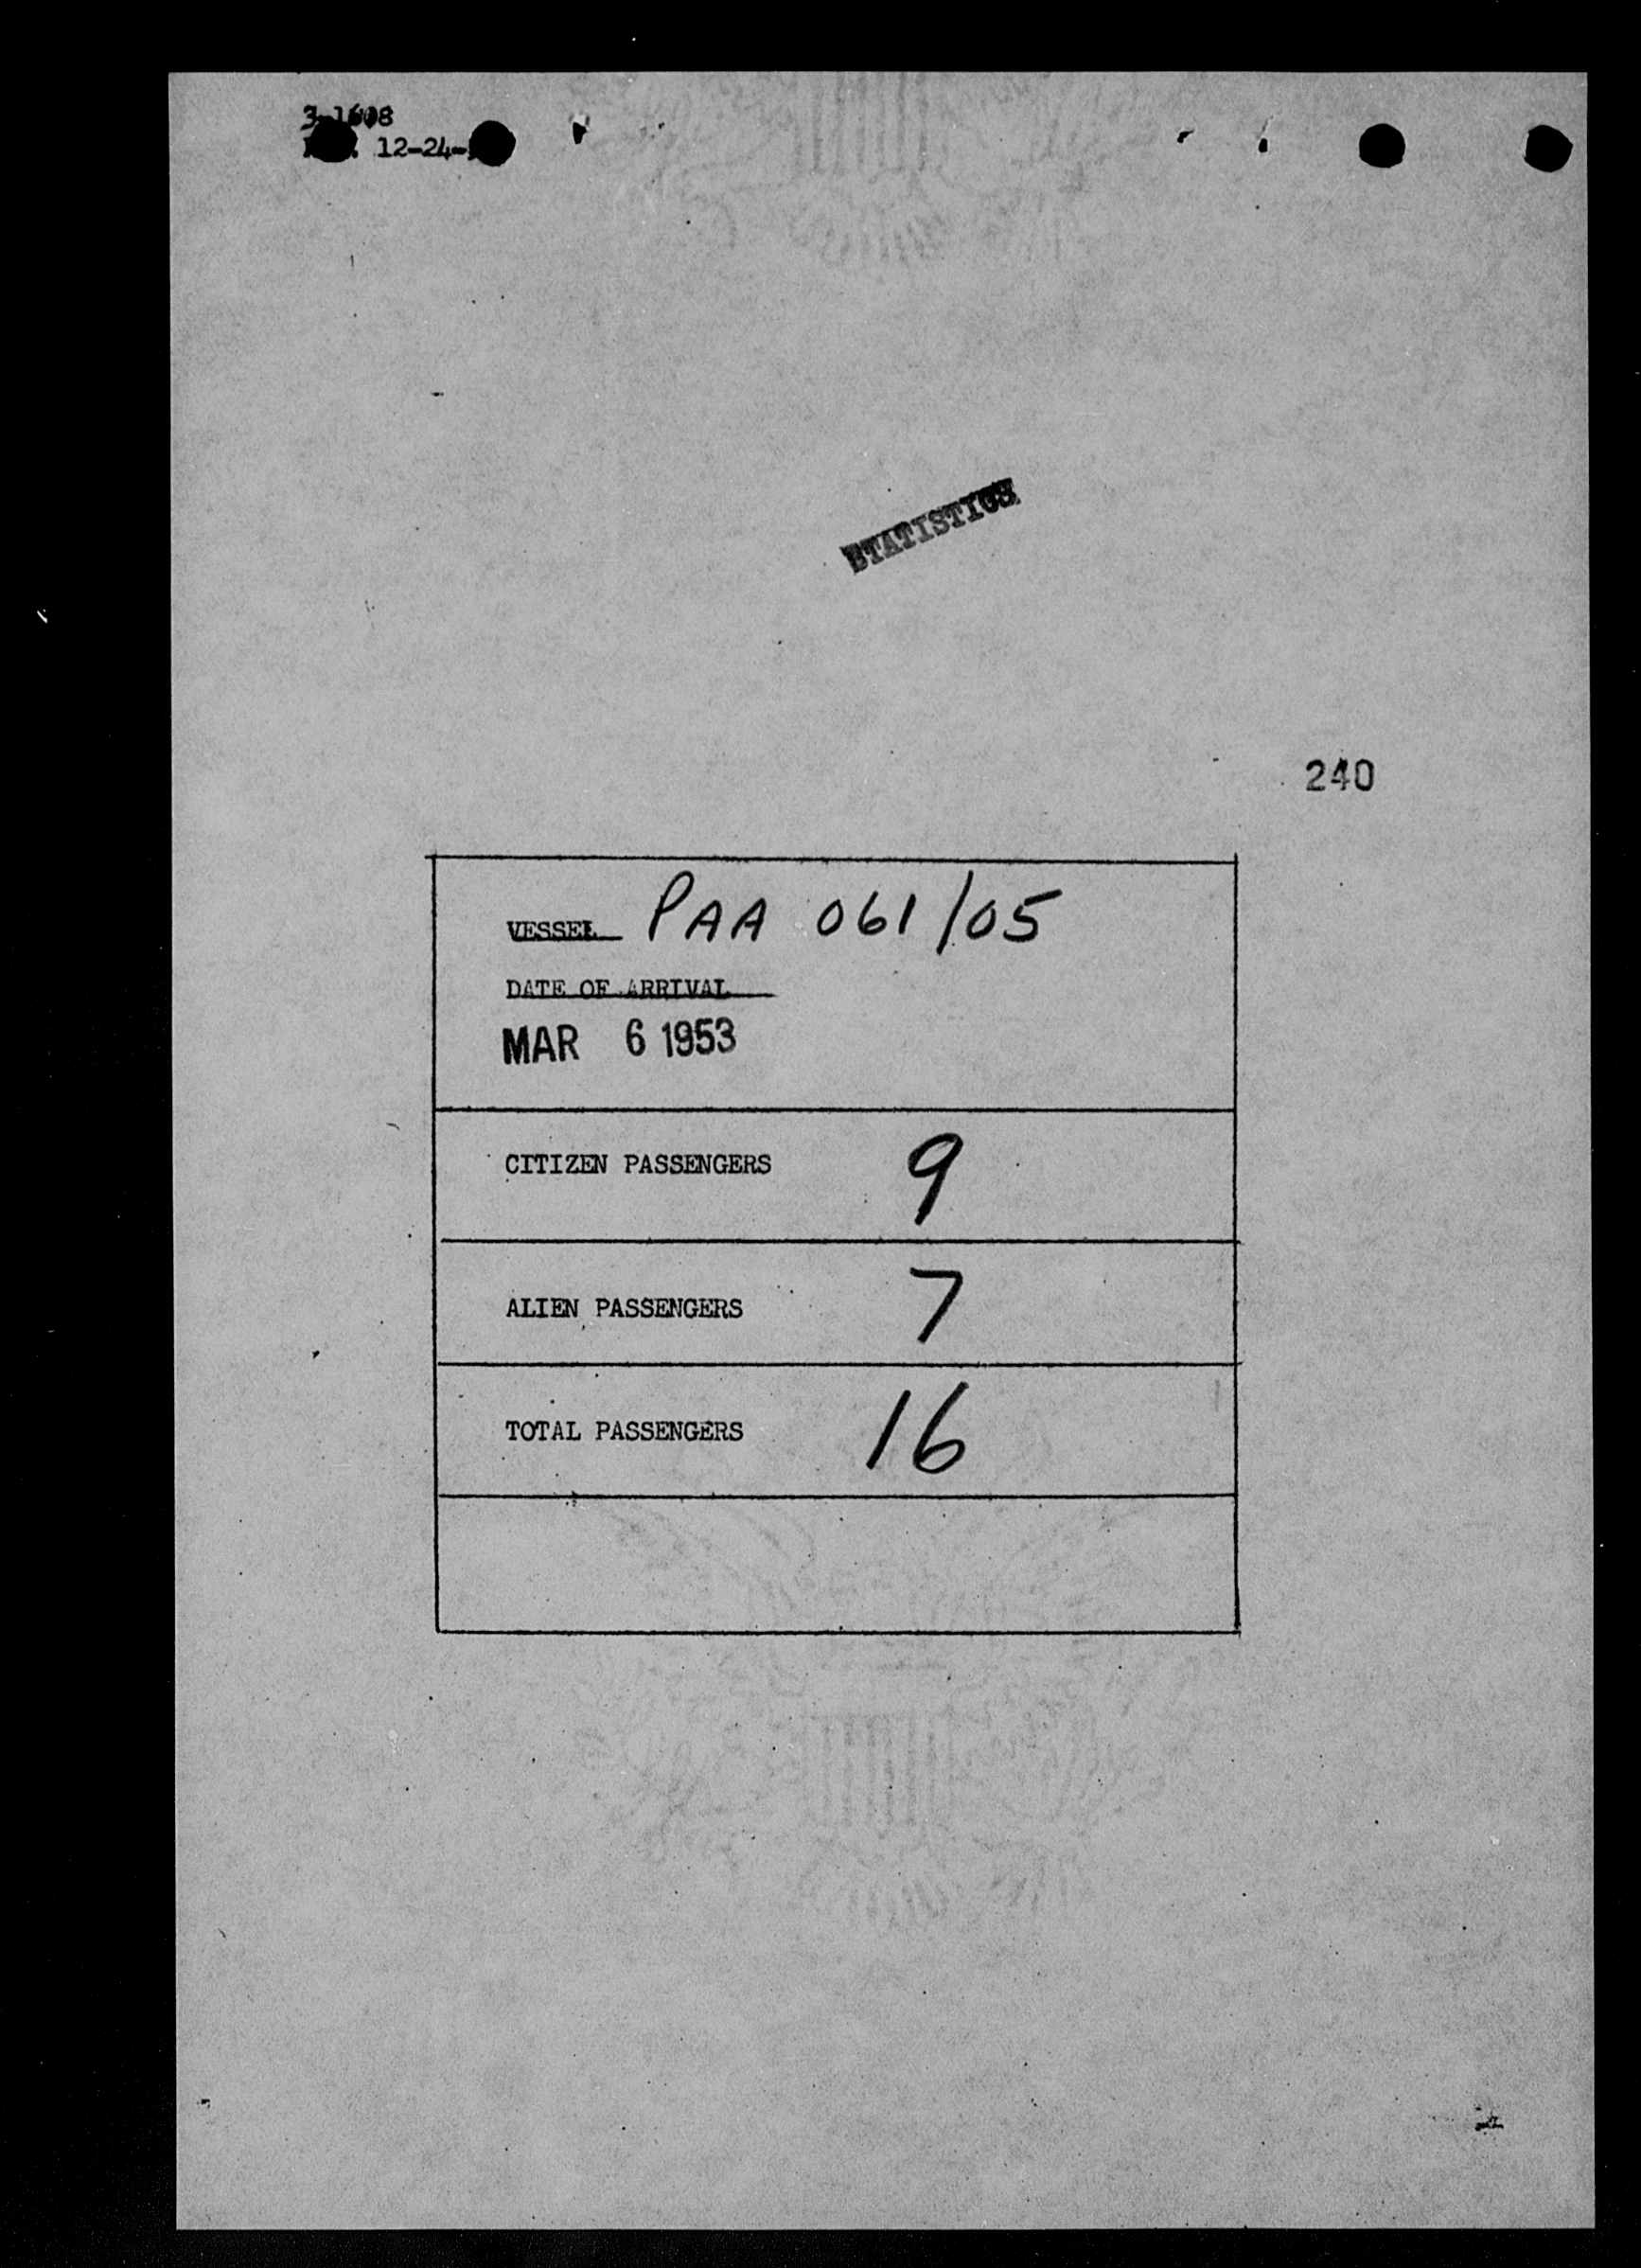 3-1608
12-24-
STATISTICS
240
VESSEL PAA 061/05
DATE OF ARRIVAL
MAR 6 1953
CITIZEN PASSENGERS 9
ALIEN PASSENGERS 7
TOTAL PASSENGERS 16